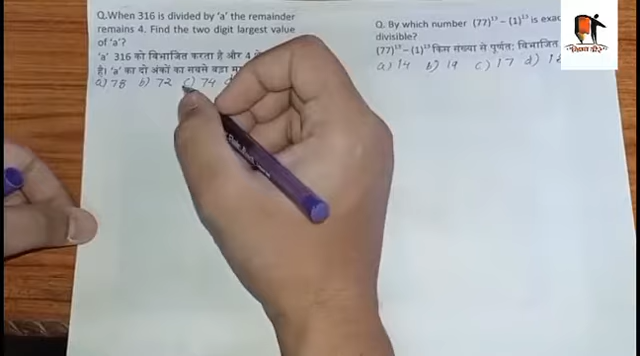 Q.When 316 is divided by 'a' the remainder
remains 4. Find the two digit largest value
of 'a'?
'a' 316 को विभाजित करता है और 4
है। 'a' का दो अंकों का सबसे बड़ा
a) 78 b) 72 c) 74
Q. By which number (77)¹³ – (1)¹³ is
divisible?
(77)¹³ – (1)¹³ किस संख्या से पूर्णत: विभाजित
a) 14 b) 19 c) 17 d)